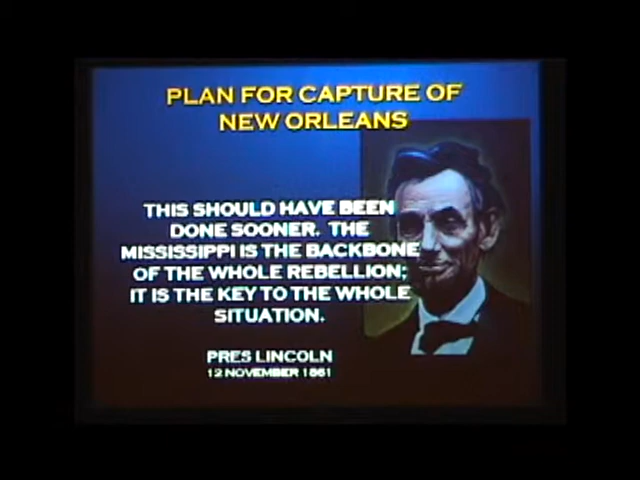 PLAN FOR CAPTURE OF
NEW ORLEANS
THIS SHOULD HAVE BEEN
DONE SOONER. THE
MISSISSIPPI IS THE BACKBONE
OF THE WHOLE REBELLION;
IT IS THE KEY TO THE WHOLE
SITUATION.
PRES LINCOLN
12 NOVEMBER 1861